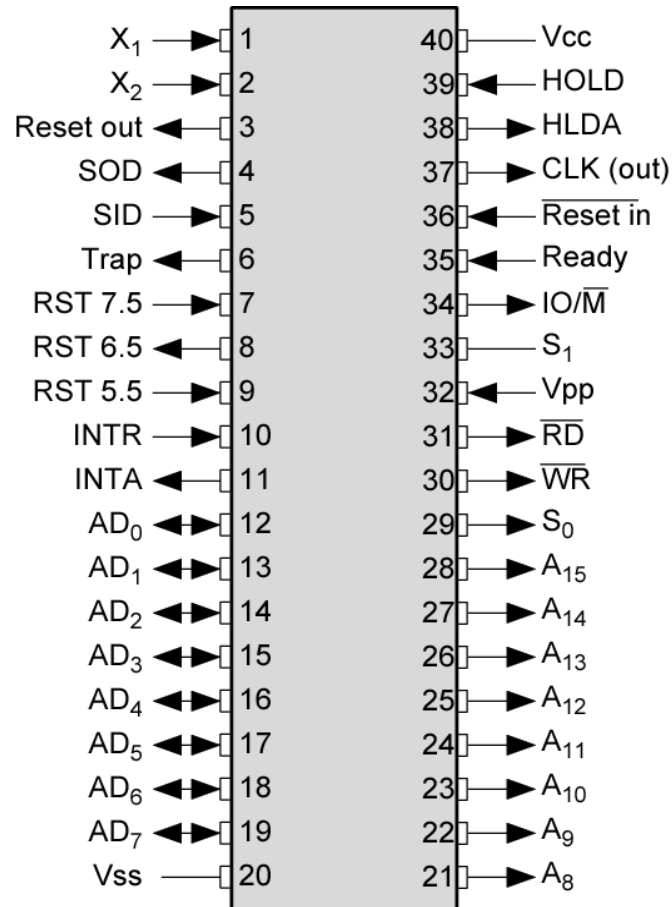 X₁ 1 40 Vcc
X₂ 2 39 HOLD
Reset out 3 38 HLDA
SOD 4 37 CLK (out)
SID 5 36 R̅e̅s̅e̅t̅ ̅i̅n̅
Trap 6 35 Ready
RST 7.5 7 34 IO/M̅
RST 6.5 8 33 S₁
RST 5.5 9 32 Vpp
INTR 10 31 R̅D̅
INTA 11 30 W̅R̅
AD₀ 12 29 S₀
AD₁ 13 28 A₁₅
AD₂ 14 27 A₁₄
AD₃ 15 26 A₁₃
AD₄ 16 25 A₁₂
AD₅ 17 24 A₁₁
AD₆ 18 23 A₁₀
AD₇ 19 22 A₉
Vss 20 21 A₈